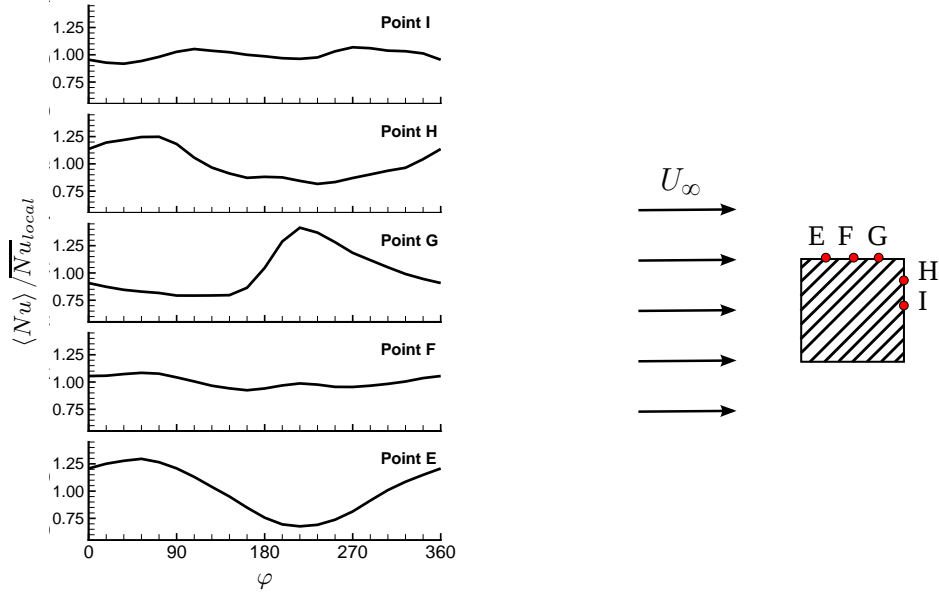 ⟨Nu⟩ / N̅u̅local
1.25
1.00
0.75
Point I
1.25
1.00
0.75
Point H
1.25
1.00
0.75
Point G
1.25
1.00
0.75
Point F
1.25
1.00
0.75
Point E
0 90 180 270 360
φ
U∞
E F G
H
I